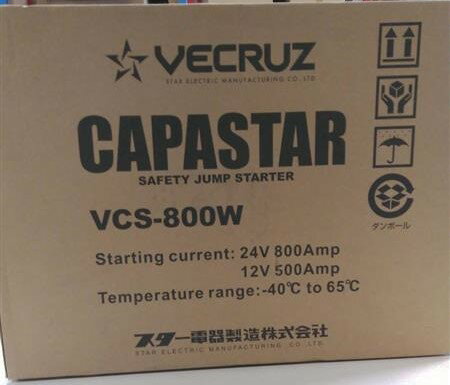 VECRUZ
STAR ELECTRIC MANUFACTURING CO., LTD.
CAPASTAR
SAFETY JUMP STARTER
VCS-800W
Starting current: 24V 800Amp
12V 500Amp
Temperature range:-40℃ to 65℃
ダンボール
スター電器製造株式会社
STAR ELECTRIC MANUFACTURING CO., LTD.